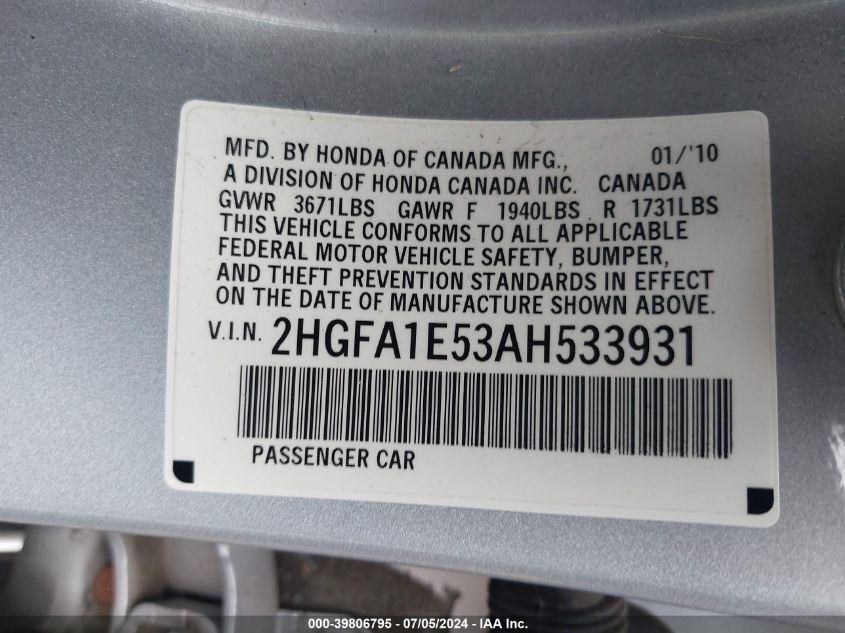 MFD. BY HONDA OF CANADA MFG., 01/'10
A DIVISION OF HONDA CANADA INC. CANADA
GVWR 3671LBS GAWR F 1940LBS R 1731LBS
THIS VEHICLE CONFORMS TO ALL APPLICABLE
FEDERAL MOTOR VEHICLE SAFETY, BUMPER,
AND THEFT PREVENTION STANDARDS IN EFFECT
ON THE DATE OF MANUFACTURE SHOWN ABOVE.
V.I.N. 2HGFA1E53AH533931
PASSENGER CAR
000-39806795 - 07/05/2024 - IAA Inc.